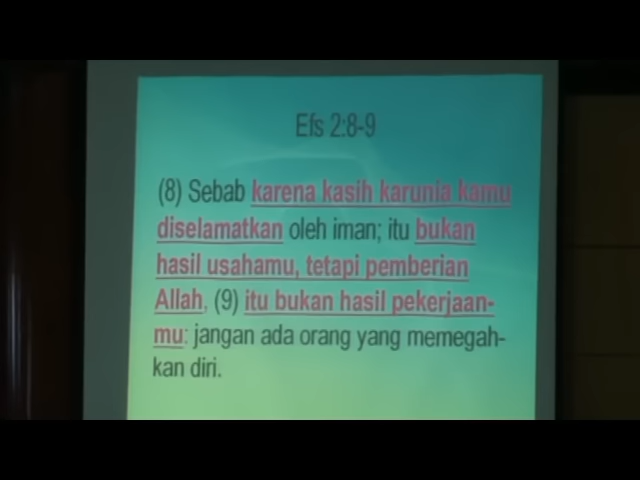 Efs 2:8-9
(8) Sebab karena kasih karunia kamu
diselamatkan oleh iman; itu bukan
hasil usahamu, tetapi pemberian
Allah, (9) itu bukan hasil pekerjaan-
mu: jangan ada orang yang memegah-
kan diri.